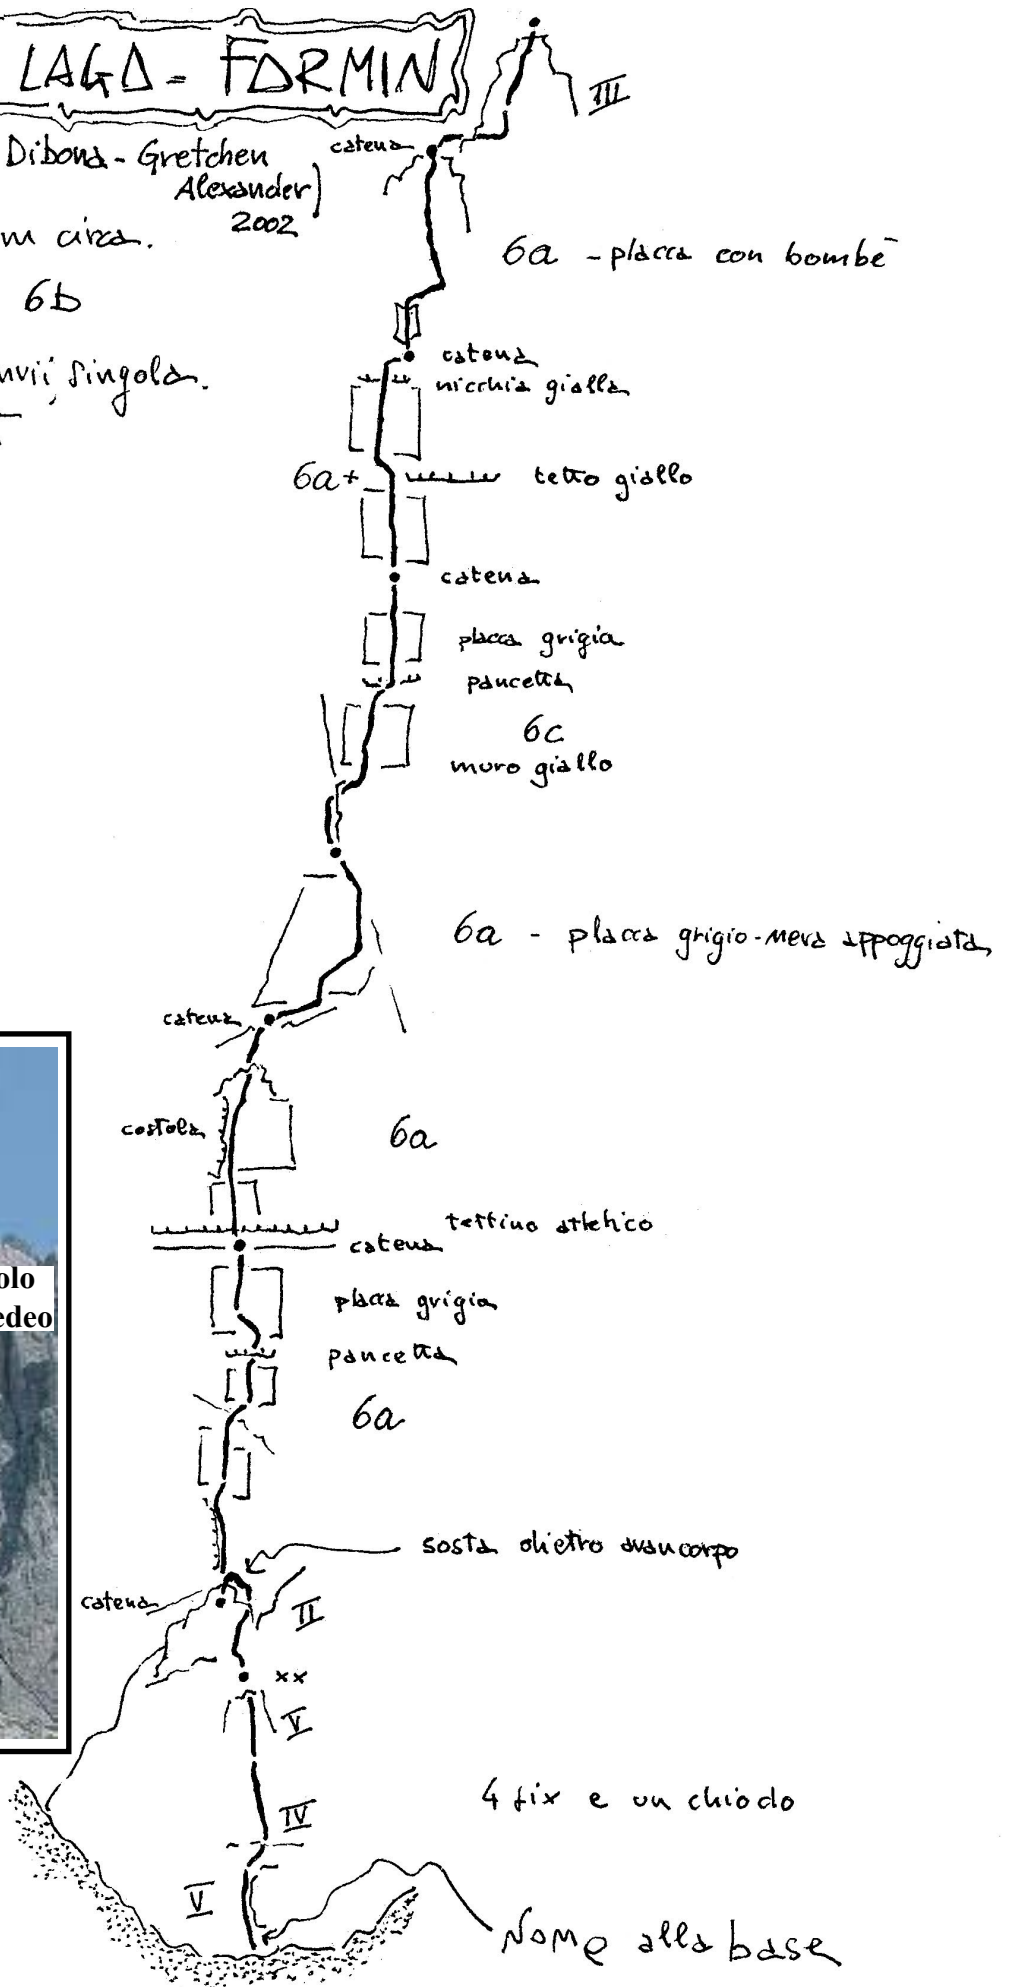 LAGO - FORMIN
III
catena
Dibona - Gretchen
Alexander)
2002
m circa.
6a - placca con bombè
6b
catena
nvii, singola.
nicchia gialla
6a+
tetto giallo
catena
placca grigia
pancetta
6c
muro giallo
6a - placca grigio-nera appoggiata
catena
costola
6a
tettino atletico
catena
olo
edeo
placca grigia
pancetta
6a
sosta dietro avancorpo
catena
II
xx
V
4 fix e un chiodo
IV
V
Nome alla base